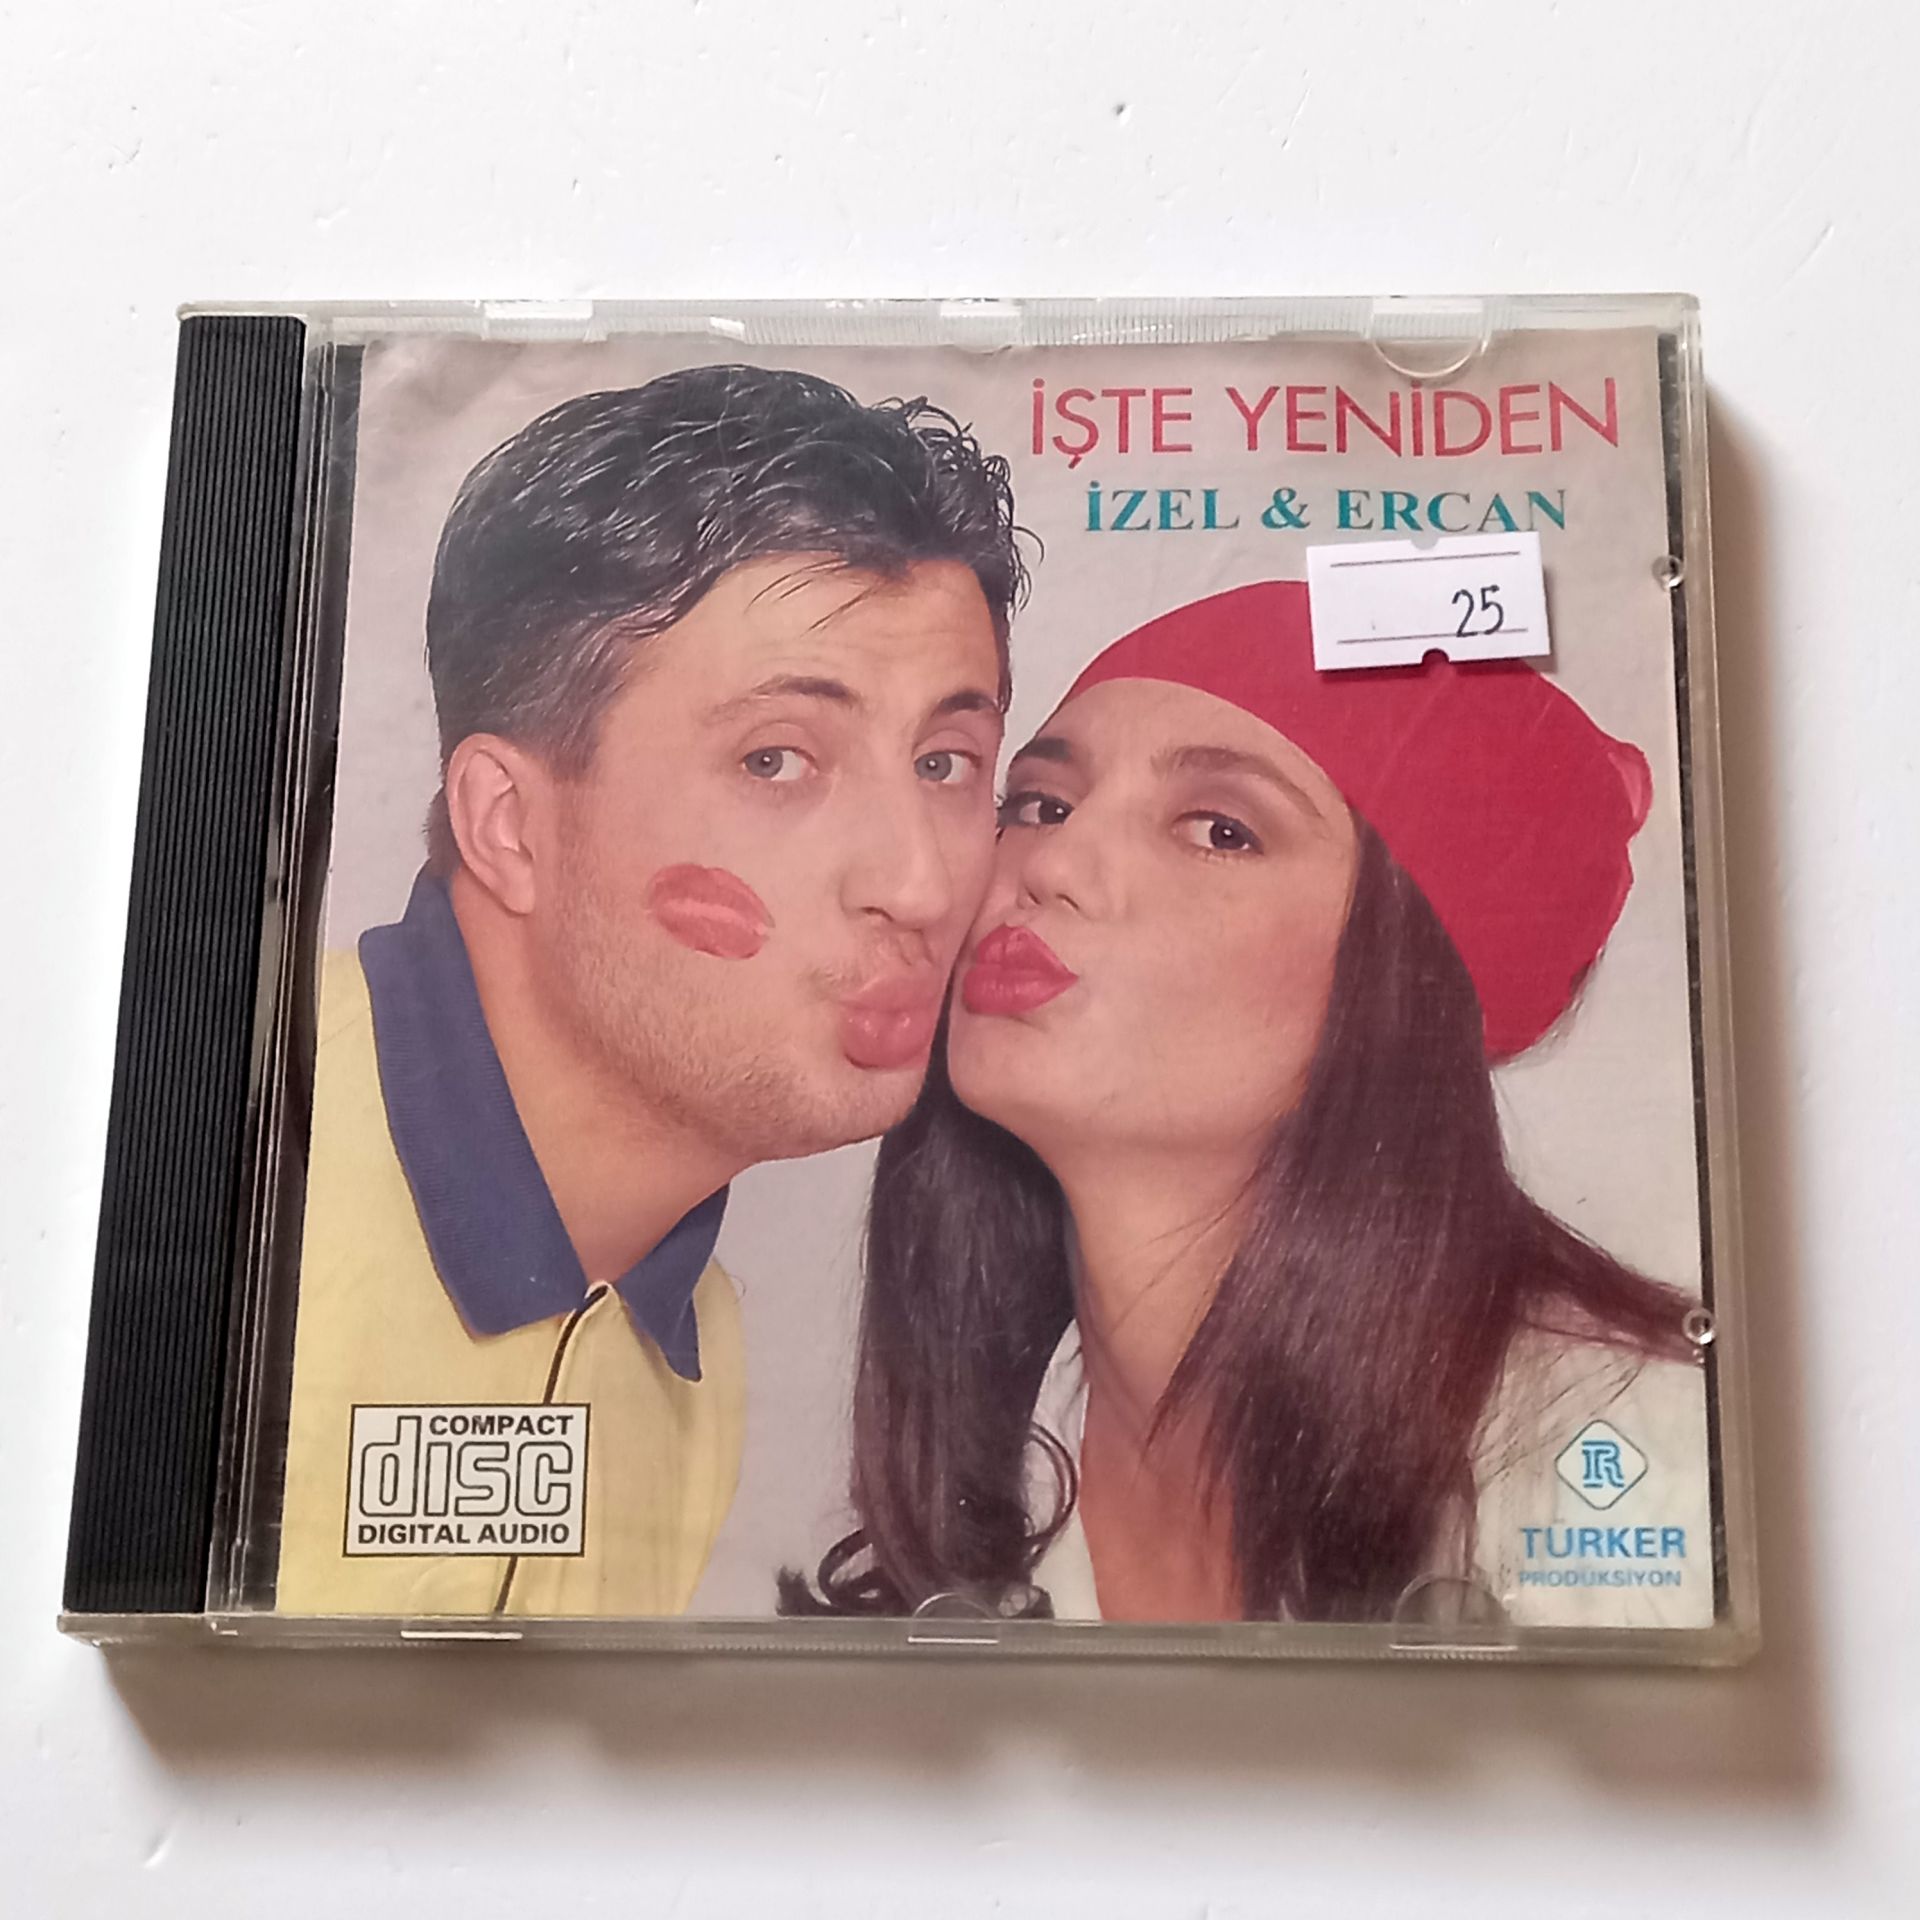 İŞTE YENİDEN
İZEL & ERCAN
25
COMPACT
disc
DIGITAL AUDIO
TÜRKER
PRODÜKSİYON